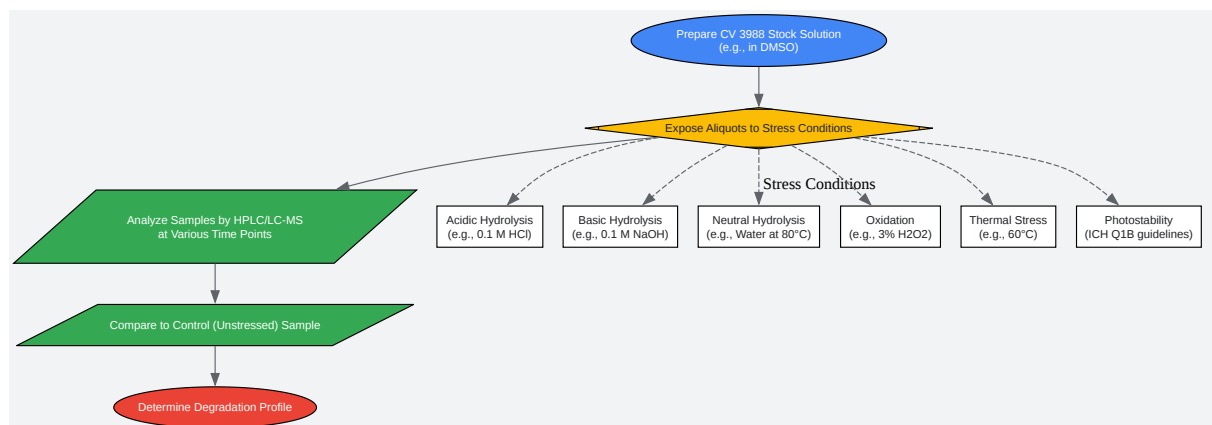 Prepare CV 3988 Stock Solution
(e.g., in DMSO)
Expose Aliquots to Stress Conditions
Stress Conditions
Analyze Samples by HPLC/LC-MS
at Various Time Points
Acidic Hydrolysis
(e.g., 0.1 M HCl)
Basic Hydrolysis
(e.g., 0.1 M NaOH)
Neutral Hydrolysis
(e.g., Water at 80°C)
Oxidation
(e.g., 3% H2O2)
Thermal Stress
(e.g., 60°C)
Photostability
(ICH Q1B guidelines)
Compare to Control (Unstressed) Sample
Determine Degradation Profile